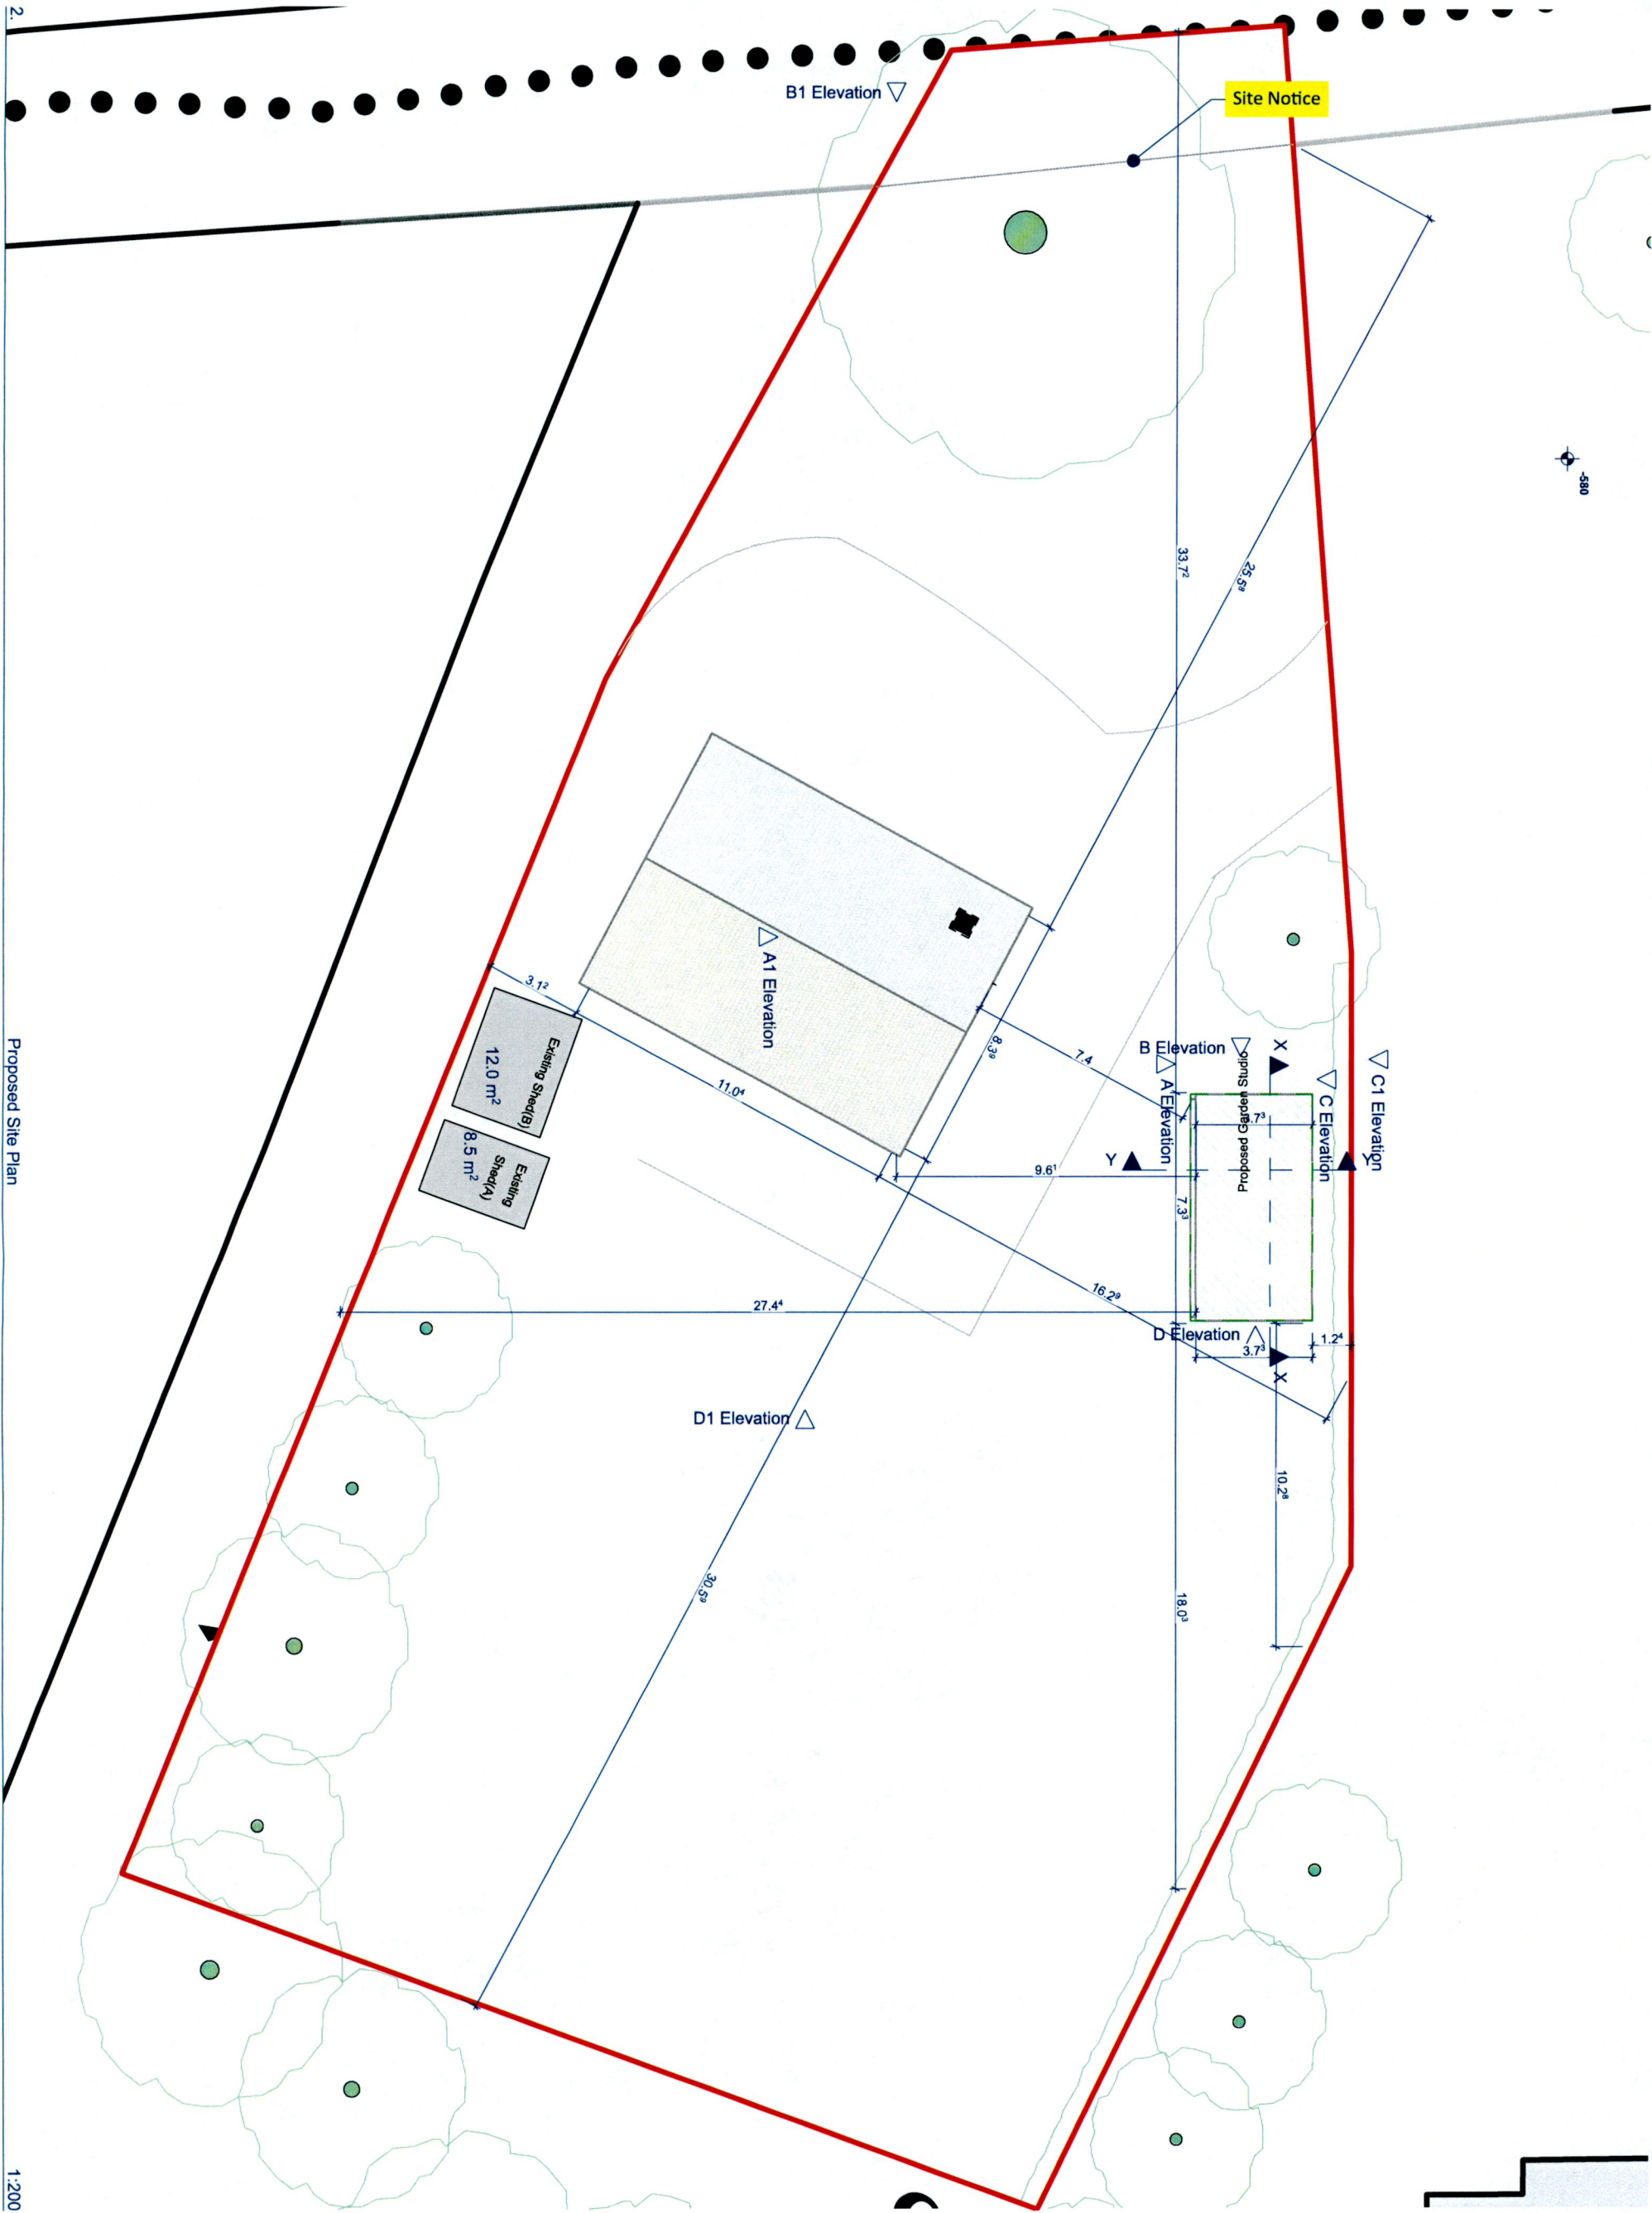 2.
B1 Elevation
Site Notice
-580
33.7²
25.5⁸
A1 Elevation
3.1²
Existing Shed(B)
12.0 m²
Existing
Shed(A)
8.5 m²
11.0⁴
8.3⁹
7.4
B Elevation
A Elevation
Proposed Garden Studio
X
C Elevation
C1 Elevation
3.7³
Y
Y
9.6¹
7.3³
16.2⁹
27.4⁴
D Elevation
1.2⁴
3.7³
X
D1 Elevation
10.2⁸
30.5⁹
18.0³
Proposed Site Plan
1:200